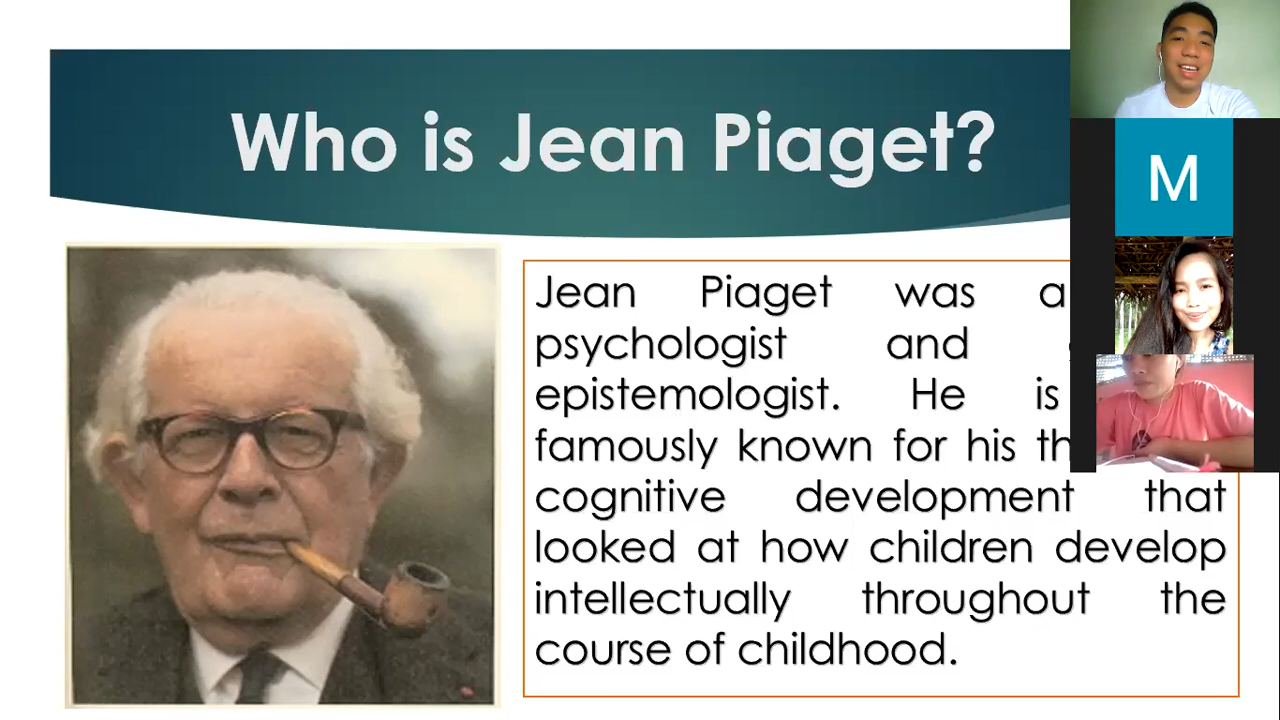 Who is Jean Piaget?
Jean Piaget was a
psychologist and
epistemologist. He is
famously known for his
cognitive development that
looked at how children develop
intellectually throughout the
course of childhood.
M